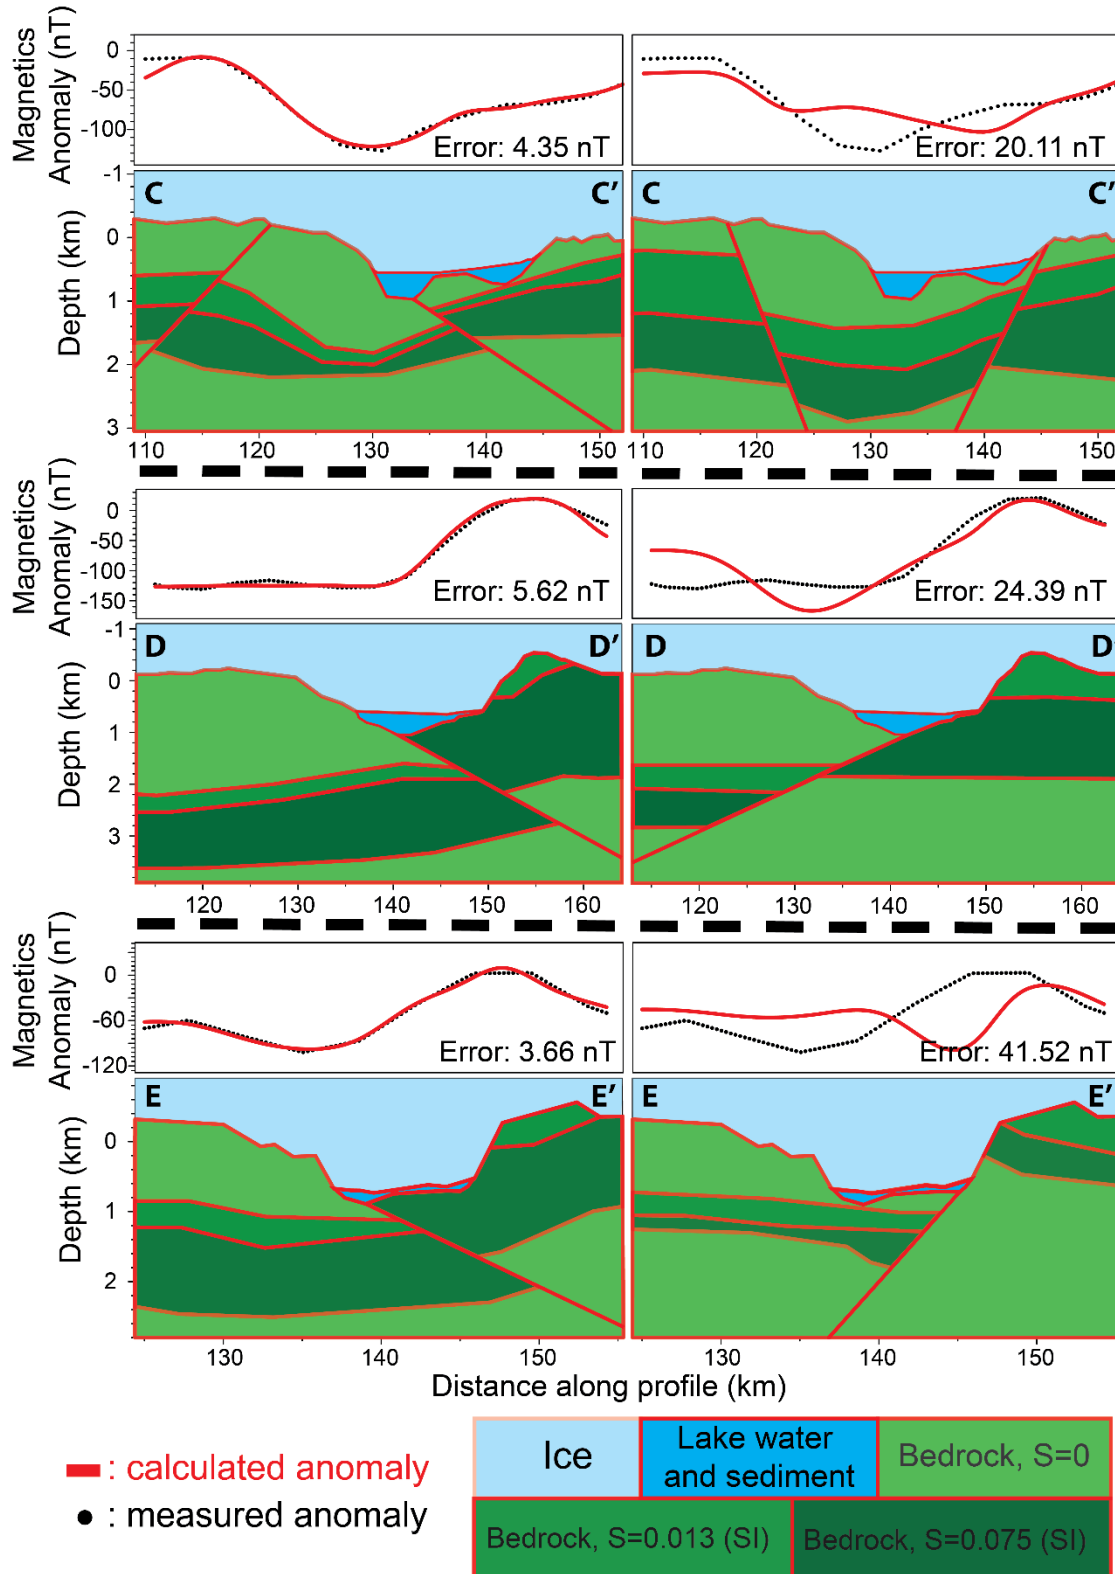 Magnetics
Anomaly (nT)
0
-50
-100
Error: 4.35 nT
Error: 20.11 nT
Depth (km)
-1
0
1
2
3
C
C'
C
C'
110
120
130
140
150
110
120
130
140
150
Magnetics
Anomaly (nT)
0
-50
-100
-150
Error: 5.62 nT
Error: 24.39 nT
Depth (km)
-1
0
1
2
3
D
D'
D
D'
120
130
140
150
160
120
130
140
150
160
Magnetics
Anomaly (nT)
0
-60
-120
Error: 3.66 nT
Error: 41.52 nT
Depth (km)
0
1
2
E
E'
E
E'
130
140
150
130
140
150
Distance along profile (km)
: calculated anomaly
: measured anomaly
Ice
Lake water
and sediment
Bedrock, S=0
Bedrock, S=0.013 (SI)
Bedrock, S=0.075 (SI)